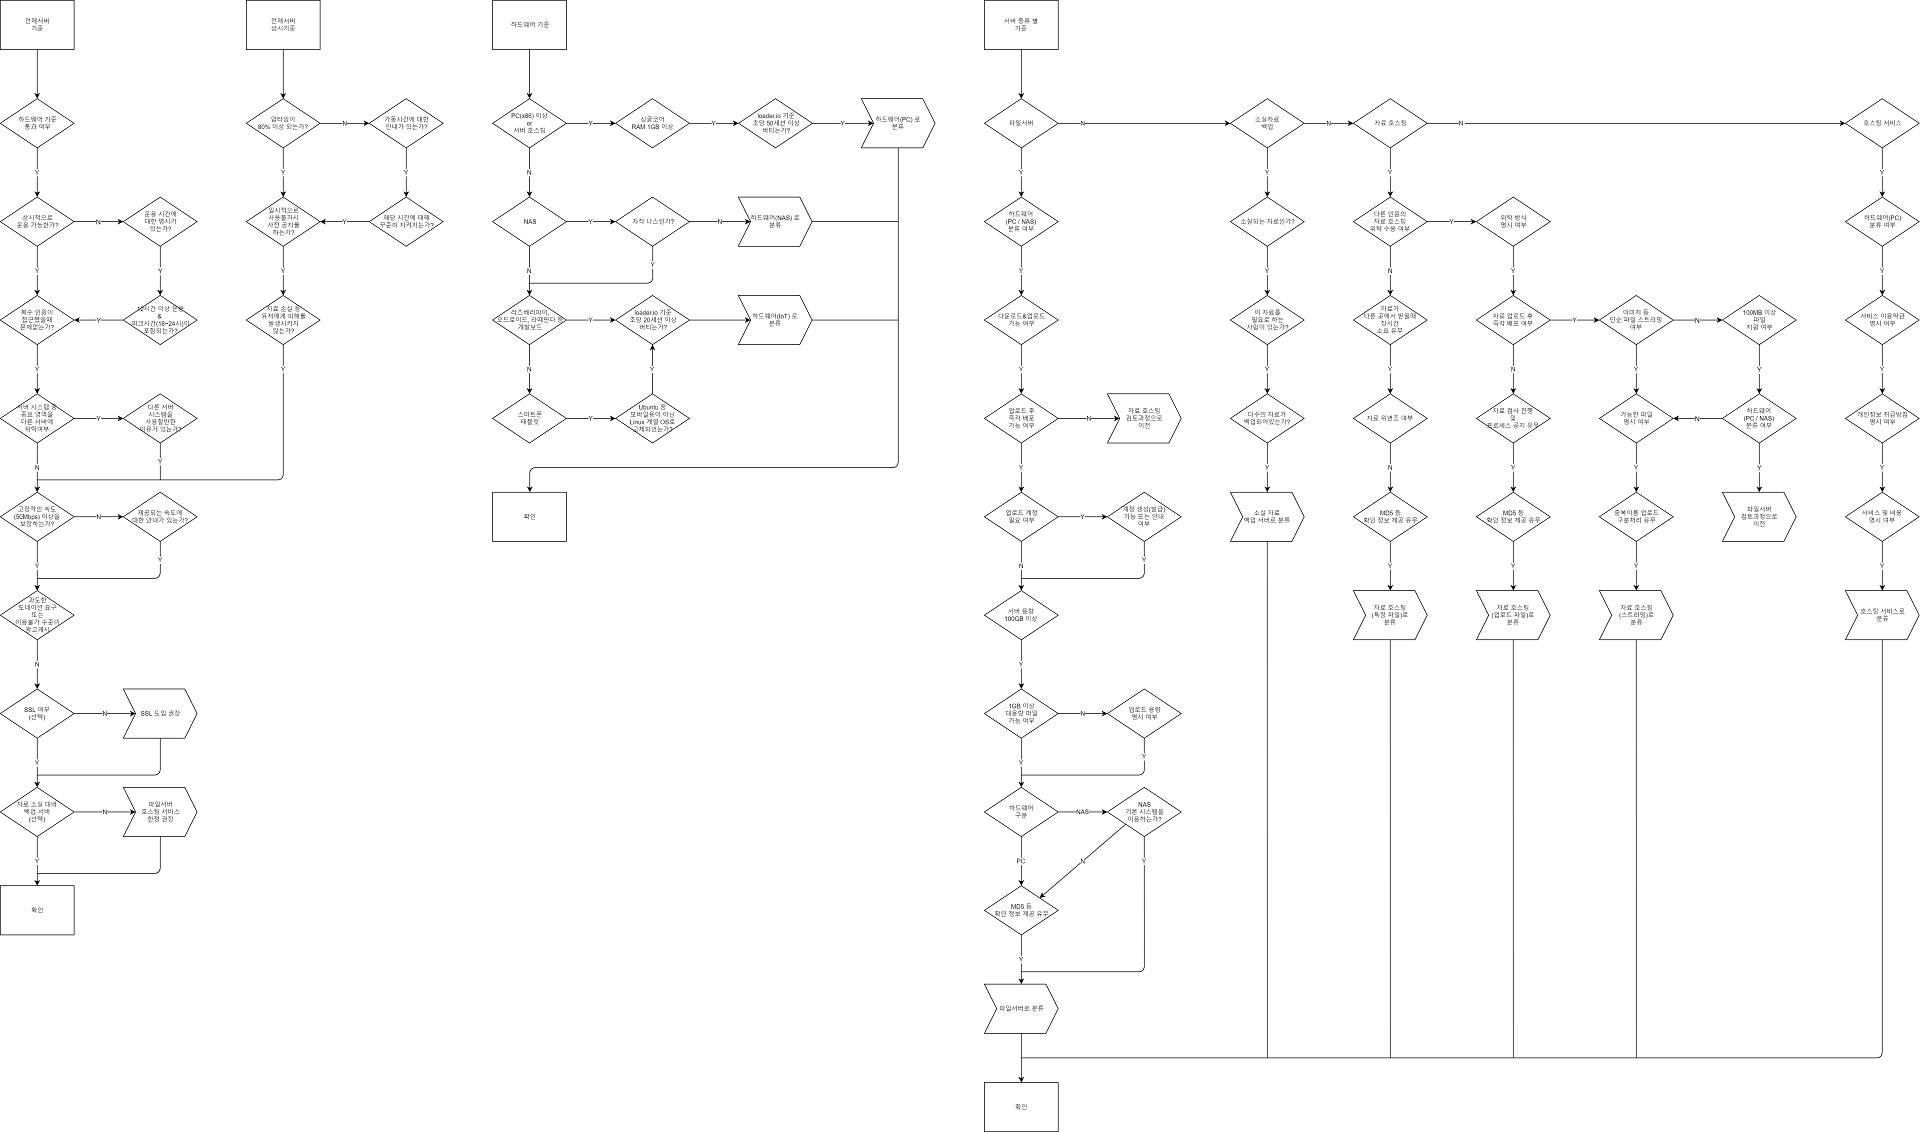 전체서버
기준
하드웨어 기준
통과 여부
Y
상시적으로
운용 가능한가?
N
운용 시간에
대한 명시가
있는가?
Y
Y
복수 인원이
접근했을때
문제없는가?
Y
12시간 이상 운용
&
피크시간(18~24시)이
포함되는가?
Y
서버 시스템 등
중요 영역을
다른 서버에
위탁여부
Y
다른 서버
시스템을
사용할만한
이유가 있는가?
N
Y
고정적인 속도
(50Mbps) 이상을
보장하는가?
N
제공되는 속도에
대한 안내가 있는가?
Y
Y
과도한
도네이션 요구
또는
이용불가 수준의
광고게시
N
SSL 여부
(선택)
N
SSL 도입 권장
Y
자료 소실 대비
백업 서버
(선택)
N
파일서버
호스팅 서비스
한정 권장
Y
확인
전체서버
상시기준
업타임이
80% 이상 되는가?
N
가동시간에 대한
안내가 있는가?
Y
Y
일시적으로
사용불가시
사전 공지를
하는가?
Y
해당 시간에 대해
꾸준히 지켜지는가?
Y
자료 손실 등
유저에게 피해를
발생시키지
않는가?
Y
하드웨어 기준
PC(x86) 이상
or
서버 호스팅
Y
싱글코어
RAM 1GB 이상
Y
loader.io 기준
초당 50세션 이상
버티는가?
Y
하드웨어(PC) 로
분류
N
NAS
Y
자작 나스인가?
N
하드웨어(NAS) 로
분류
N
Y
라즈베리파이,
오드로이드, 라떼판다 등
개발보드
Y
loader.io 기준
초당 20세션 이상
버티는가?
하드웨어(IoT) 로
분류
N
Y
스마트폰
태블릿
Y
Ubuntu 등
모바일용이 아닌
Linux 계열 OS로
교체되었는가?
확인
서버 종류 별
기준
파일서버
N
소실자료
백업
N
자료 호스팅
N
호스팅 서비스
Y
Y
Y
Y
하드웨어
(PC / NAS)
분류 여부
소실되는 자료인가?
다른 인원의
자료 호스팅
위탁 수용 여부
Y
위탁 방식
명시 여부
하드웨어(PC)
분류 여부
Y
Y
N
Y
Y
다운로드&업로드
가능 여부
이 자료를
필요로 하는
사람이 있는가?
자료가
다른 곳에서 받을때
장시간
소요 유무
자료 업로드 후
즉각 배포 여부
Y
이미지 등
단순 파일 스트리밍
여부
N
100MB 이상
파일
지원 여부
서비스 이용약관
명시 여부
Y
Y
Y
N
Y
Y
Y
업로드 후
즉각 배포
가능 여부
N
자료 호스팅
검토과정으로
이전
다수의 자료가
백업되어있는가?
자료 위변조 여부
자료 검사 진행
및
프로세스 공지 유무
가능한 파일
명시 여부
N
하드웨어
(PC / NAS)
분류 여부
개인정보 취급방침
명시 여부
Y
Y
N
Y
Y
Y
Y
업로드 계정
필요 여부
Y
계정 생성(발급)
가능 또는 안내
여부
소실 자료
백업 서버로 분류
MD5 등
확인 정보 제공 유무
MD5 등
확인 정보 제공 유무
중복이름 업로드
구분처리 유무
파일서버
검토과정으로
이전
서비스 및 비용
명시 여부
N
Y
Y
Y
Y
Y
서버 용량
100GB 이상
자료 호스팅
(특정 파일)로
분류
자료 호스팅
(업로드 파일)로
분류
자료 호스팅
(스트리밍)로
분류
호스팅 서비스로
분류
Y
1GB 이상
대용량 파일
가능 여부
N
업로드 용량
명시 여부
Y
Y
하드웨어
구분
NAS
NAS
기본 시스템을
이용하는가?
PC
N
Y
MD5 등
확인 정보 제공 유무
Y
파일서버로 분류
확인